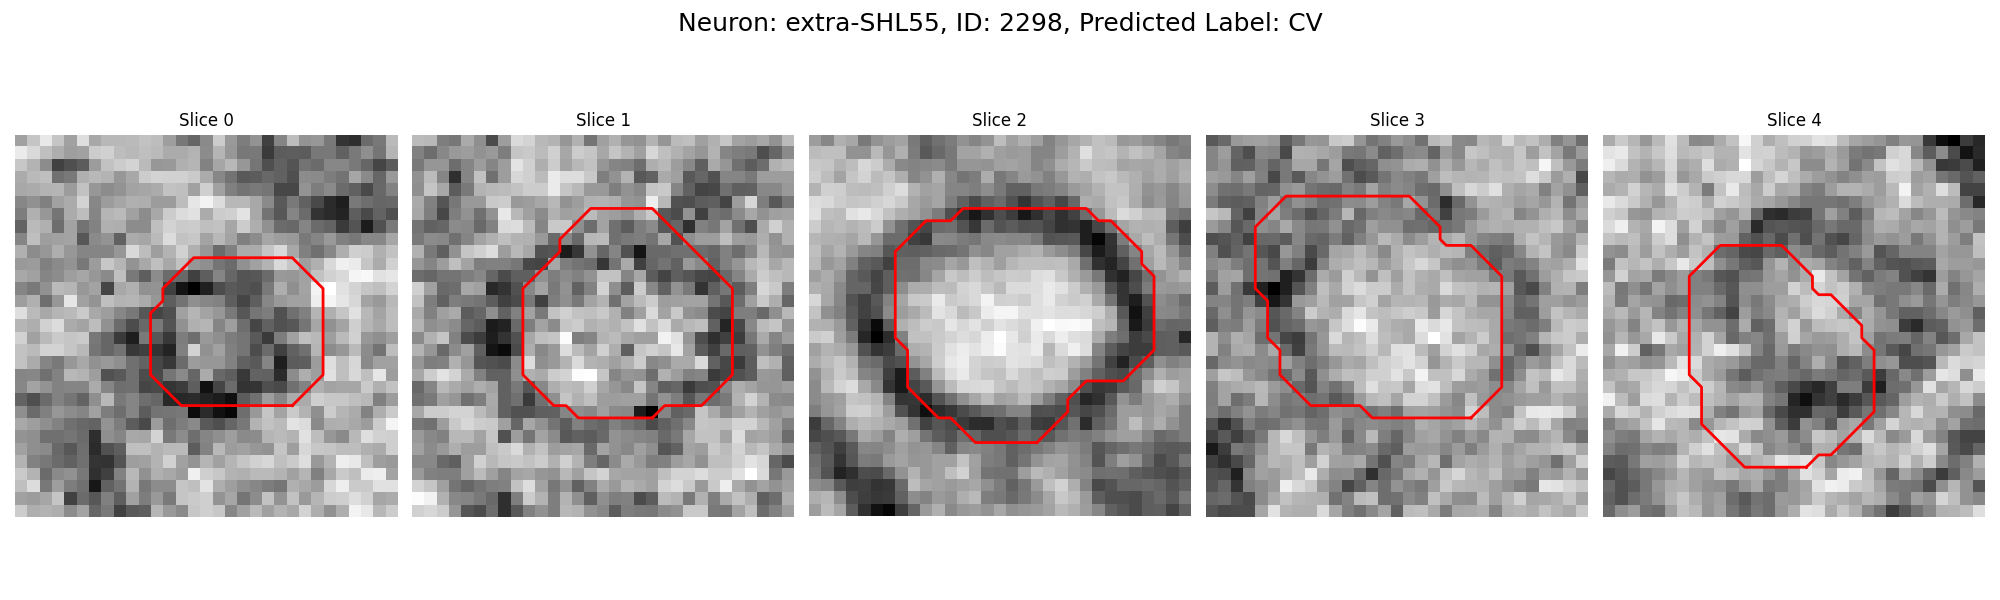 Neuron: extra-SHL55, ID: 2298, Predicted Label: CV
Slice 0
Slice 1
Slice 2
Slice 3
Slice 4